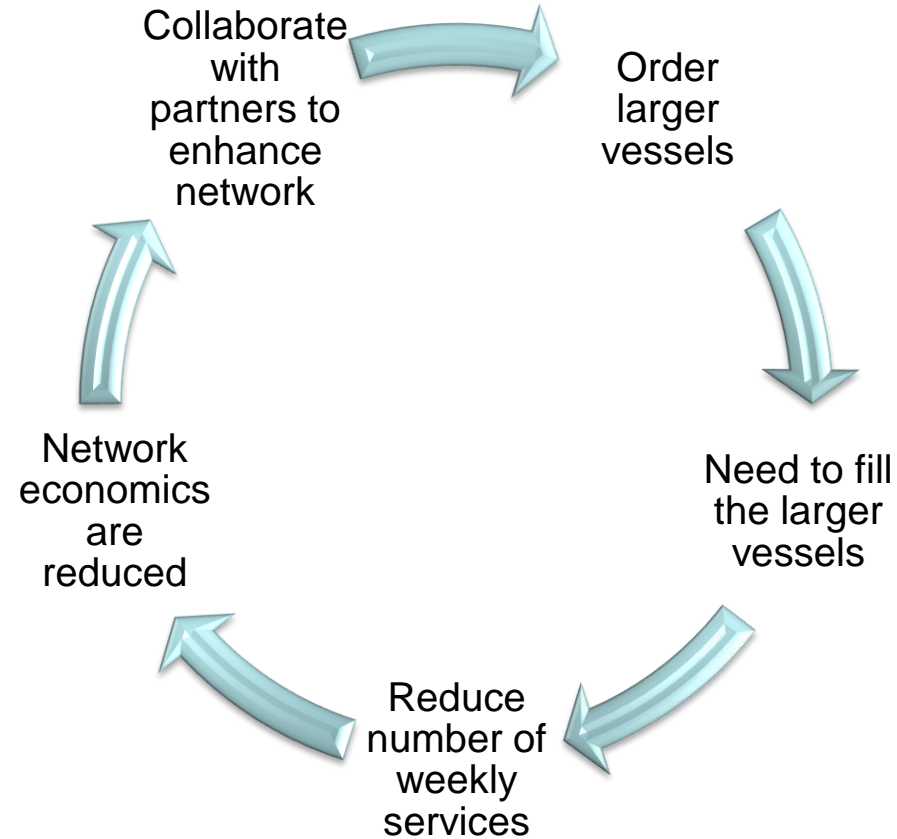 Collaborate
with
partners to
enhance
network
Order
larger
vessels
Need to fill
the larger
vessels
Reduce
number of
weekly
services
Network
economics
are
reduced